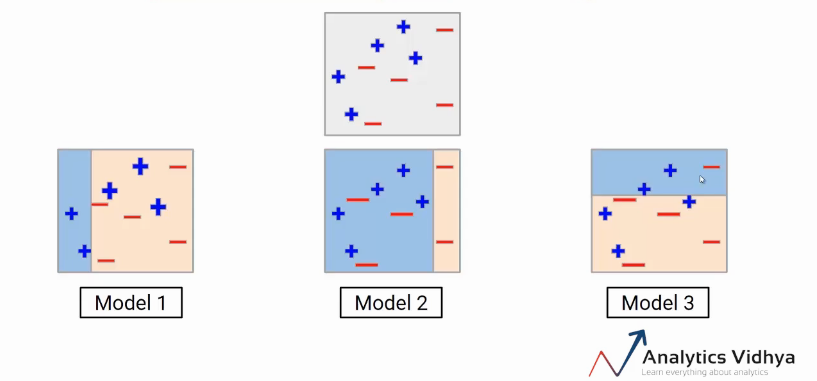 Model 1
Model 2
Model 3
Analytics Vidhya
Learn everything about analytics